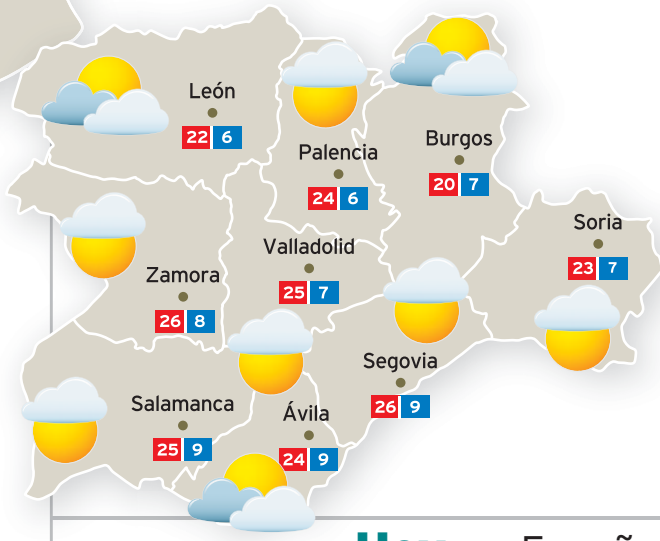 León
22 6
Palencia
24 6
Burgos
20 7
Soria
23 7
Valladolid
25 7
Zamora
26 8
Segovia
26 9
Salamanca
25 9
Ávila
24 9